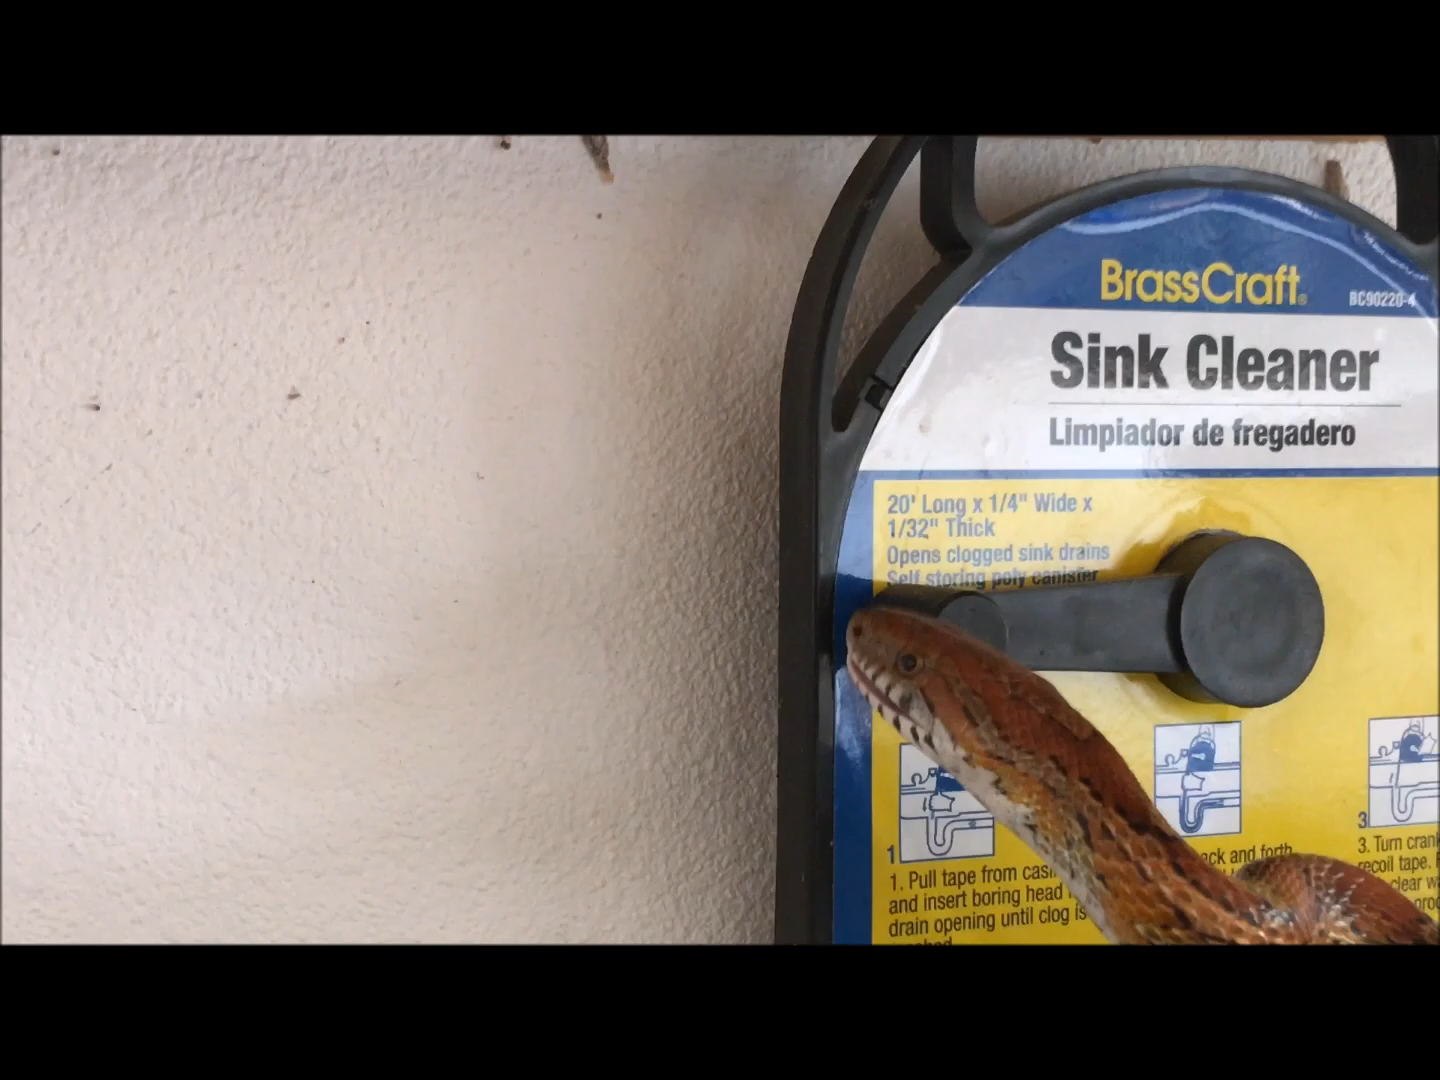 BrassCraft®
BC90220-4
Sink Cleaner
Limpiador de fregadero
20' Long x 1/4" Wide x
1/32" Thick
Opens clogged sink drains
Self storing poly canister
1
1. Pull tape from
and insert boring head
drain opening until clog is
and forth
3
3. Turn crank
recoil tape.
clear